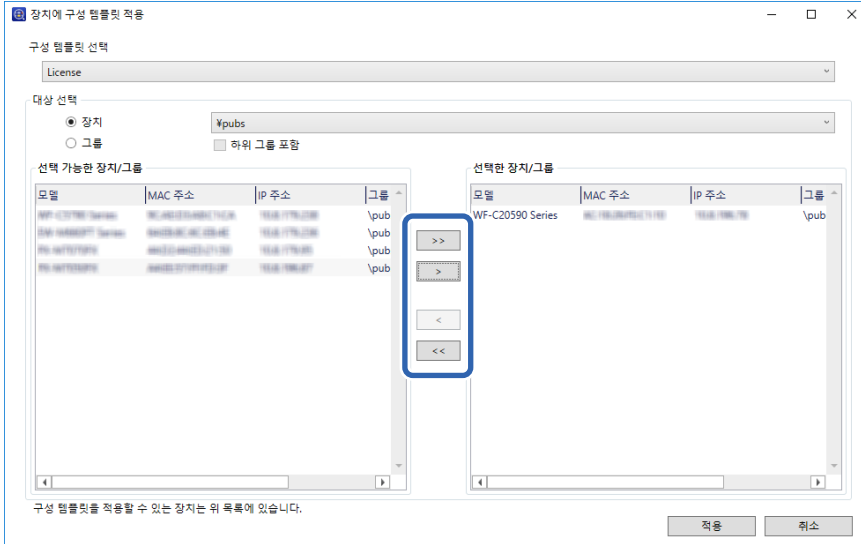 장치에 구성 템플릿 적용
구성 템플릿 선택
License
대상 선택
장치
¥pubs
그룹
하위 그룹 포함
선택 가능한 장치/그룹
선택한 장치/그룹
모델 MAC 주소 IP 주소 그룹
모델 MAC 주소 IP 주소 그룹
\pub
WF-C20590 Series \pub
\pub
\pub
\pub
>>
>
<
<<
구성 템플릿을 적용할 수 있는 장치는 위 목록에 있습니다.
적용 취소